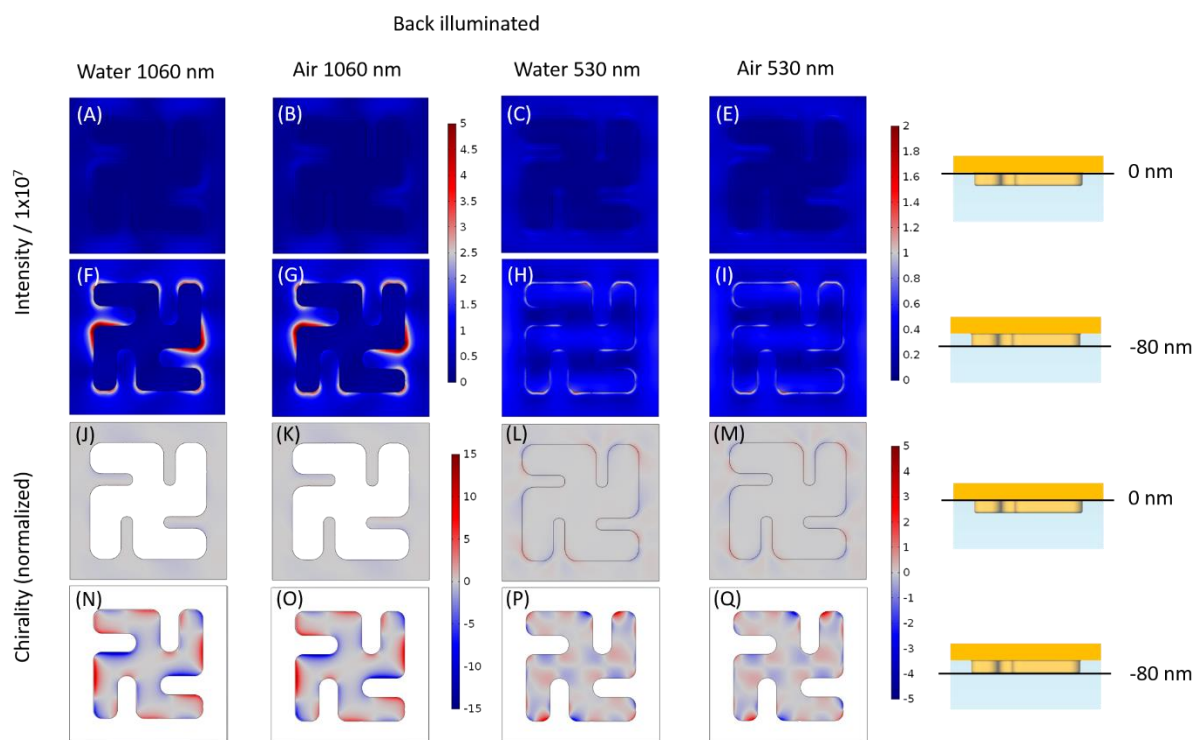 Back illuminated
Water 1060 nm
Air 1060 nm
Water 530 nm
Air 530 nm
Intensity / 1x10⁷
(A)
(B)
(C)
(E)
5
4.5
4
3.5
3
2.5
2
1.5
1
0.5
0
2
1.8
1.6
1.4
1.2
1
0.8
0.6
0.4
0.2
0
0 nm
(F)
(G)
(H)
(I)
-80 nm
Chirality (normalized)
(J)
(K)
(L)
(M)
15
10
5
0
-5
-10
-15
5
4
3
2
1
0
-1
-2
-3
-4
-5
0 nm
(N)
(O)
(P)
(Q)
-80 nm